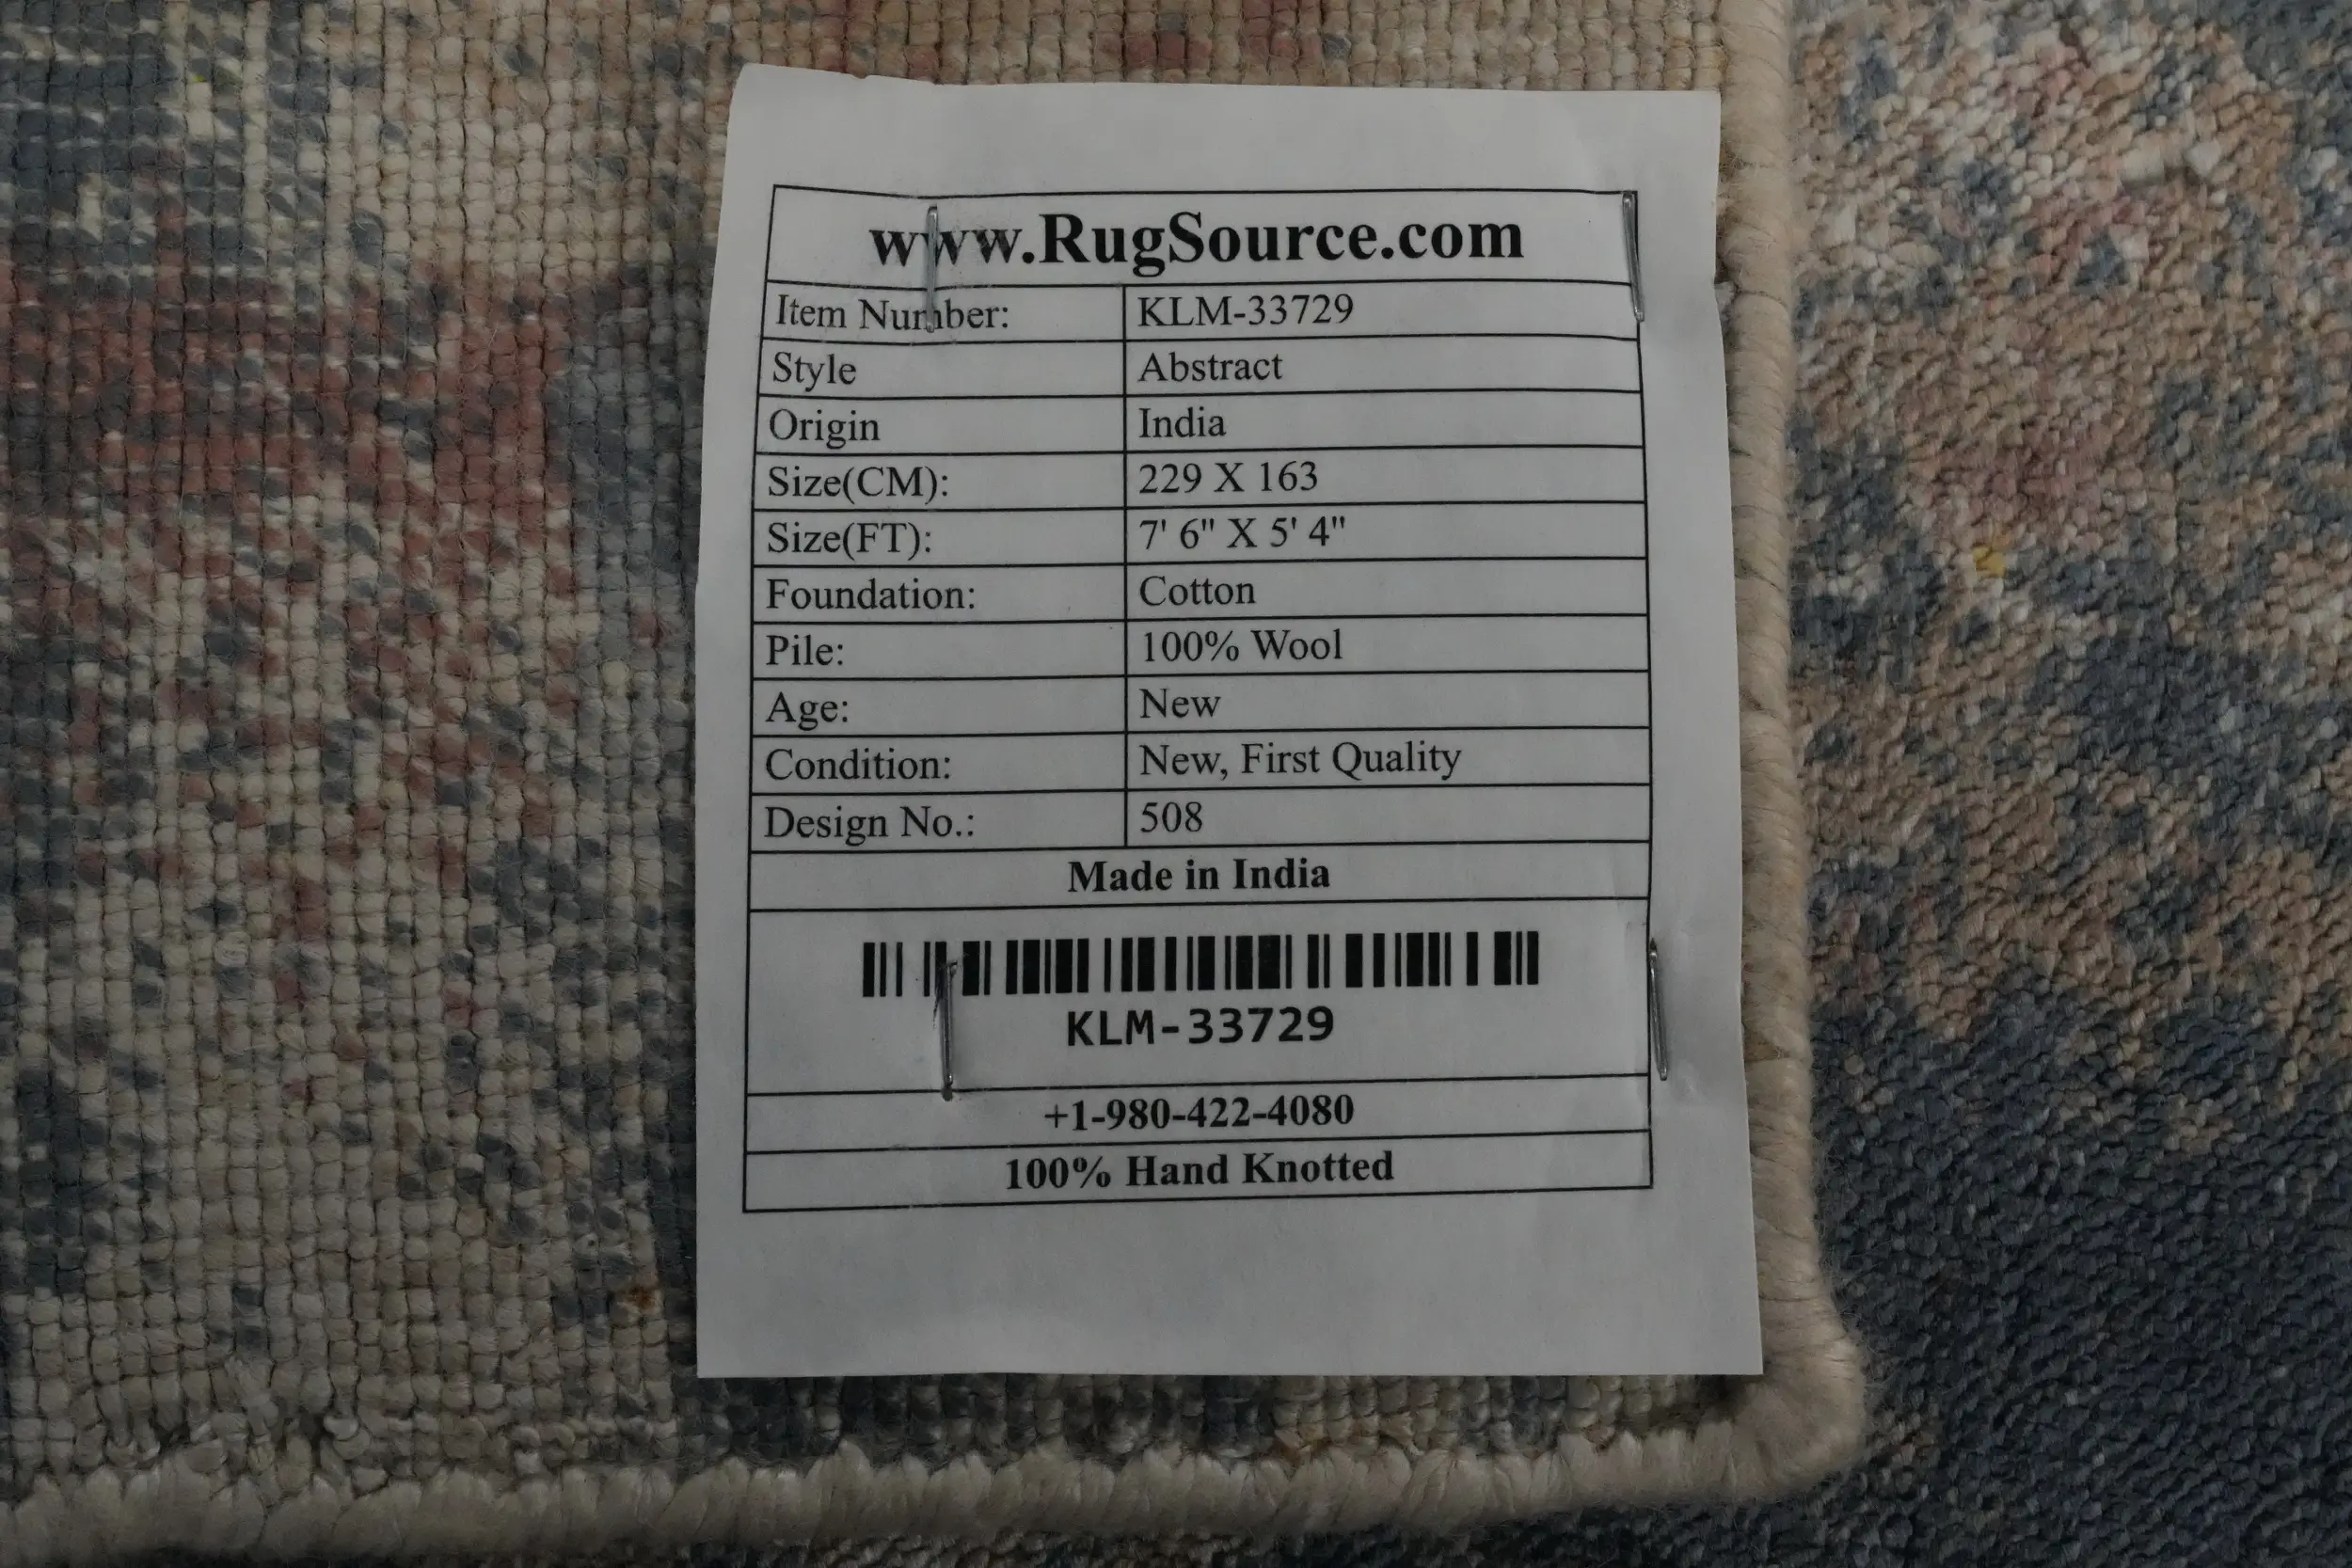 www.RugSource.com
Item Number: KLM-33729
Style Abstract
Origin India
Size(CM): 229 X 163
Size(FT): 7' 6" X 5' 4"
Foundation: Cotton
Pile: 100% Wool
Age: New
Condition: New, First Quality
Design No.: 508
Made in India
KLM-33729
+1-980-422-4080
100% Hand Knotted